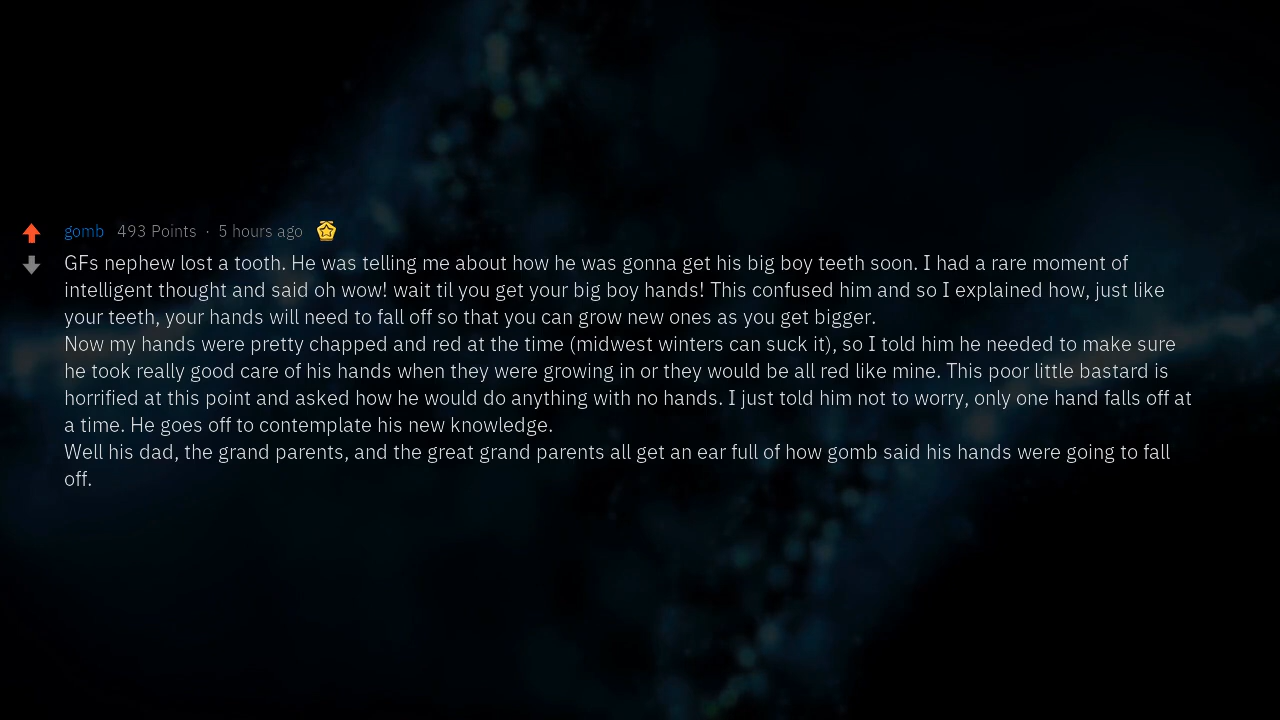 gomb 493 Points · 5 hours ago
GFs nephew lost a tooth. He was telling me about how he was gonna get his big boy teeth soon. I had a rare moment of
intelligent thought and said oh wow! wait til you get your big boy hands! This confused him and so I explained how, just like
your teeth, your hands will need to fall off so that you can grow new ones as you get bigger.
Now my hands were pretty chapped and red at the time (midwest winters can suck it), so I told him he needed to make sure
he took really good care of his hands when they were growing in or they would be all red like mine. This poor little bastard is
horrified at this point and asked how he would do anything with no hands. I just told him not to worry, only one hand falls off at
a time. He goes off to contemplate his new knowledge.
Well his dad, the grand parents, and the great grand parents all get an ear full of how gomb said his hands were going to fall
off.